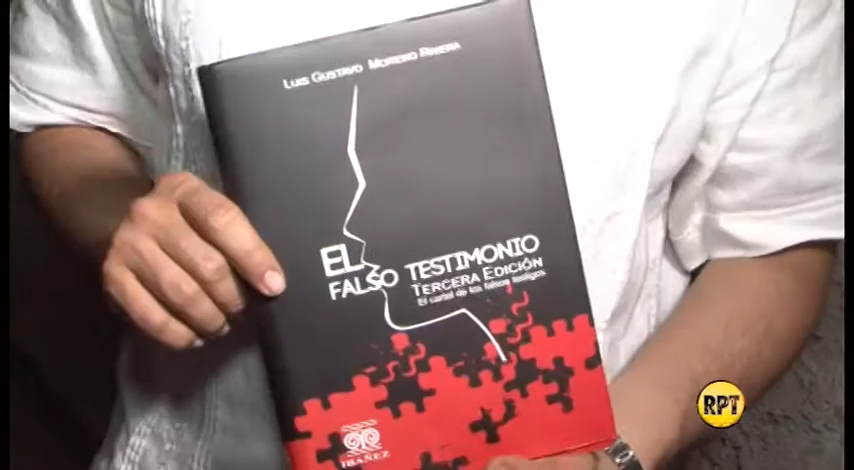 LUIS GUSTAVO MORENO RIVERA
EL
FALSO TESTIMONIO
TERCERA EDICIÓN
El cartel de los falsos testigos
IBAÑEZ
RPT